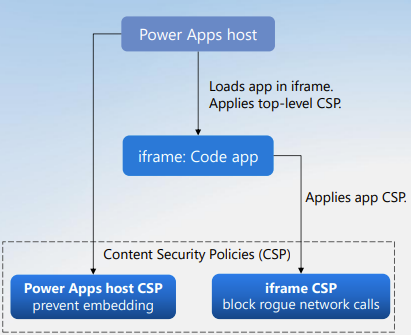 Power Apps host
Loads app in iframe.
Applies top-level CSP.
iframe: Code app
Applies app CSP.
Content Security Policies (CSP)
Power Apps host CSP
prevent embedding
iframe CSP
block rogue network calls